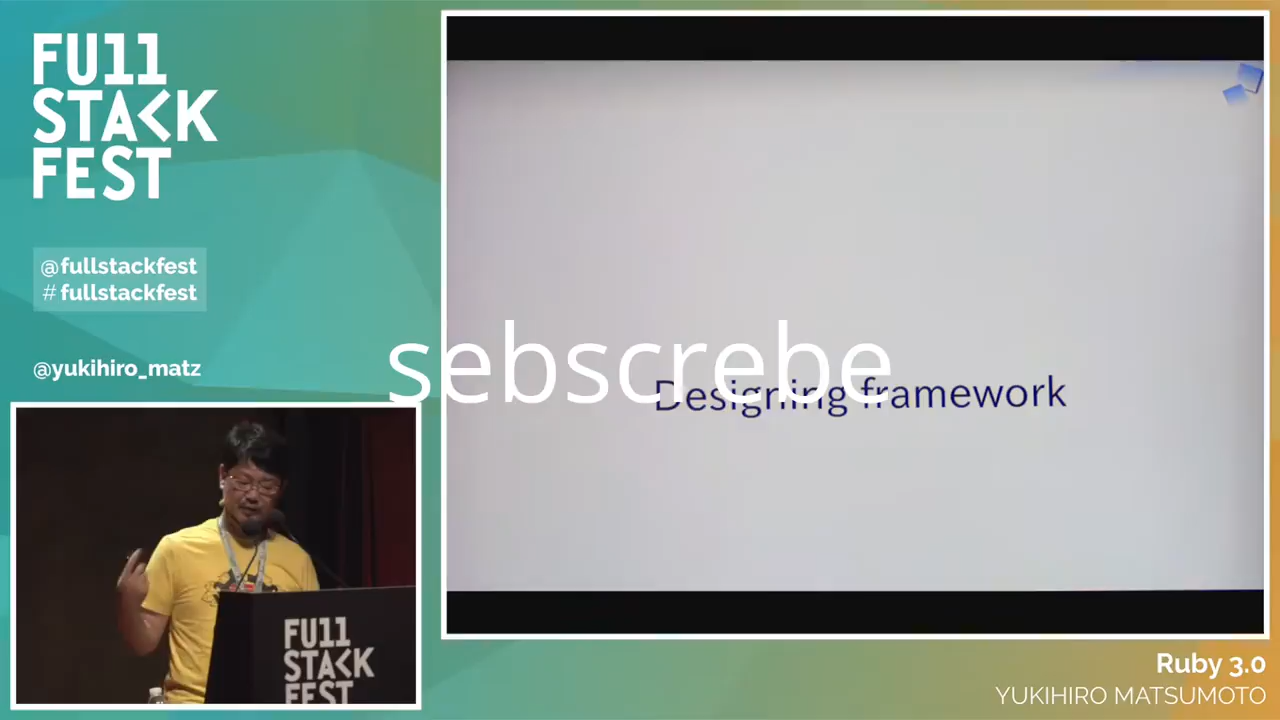 FU11
STACK
FEST
@fullstackfest
#fullstackfest
@yukihiro_matz
sebscrebe
Designing framework
FU11
STACK
FEST
Ruby 3.0
YUKIHIRO MATSUMOTO